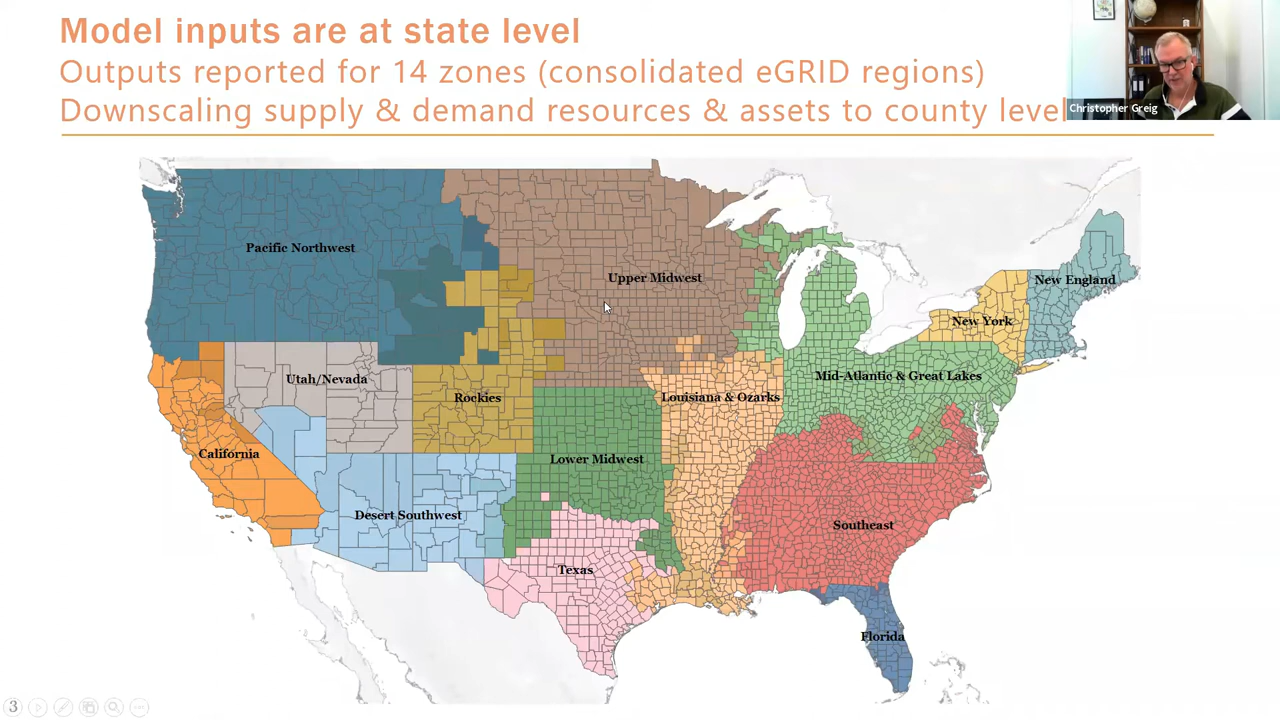 Model inputs are at state level
Outputs reported for 14 zones (consolidated eGRID regions)
Downscaling supply & demand resources & assets to county level
Christopher Greig
Pacific Northwest
Upper Midwest
New England
New York
Utah/Nevada
Mid-Atlantic & Great Lakes
Rockies
Louisiana & Ozarks
California
Lower Midwest
Desert Southwest
Southeast
Texas
Florida
3